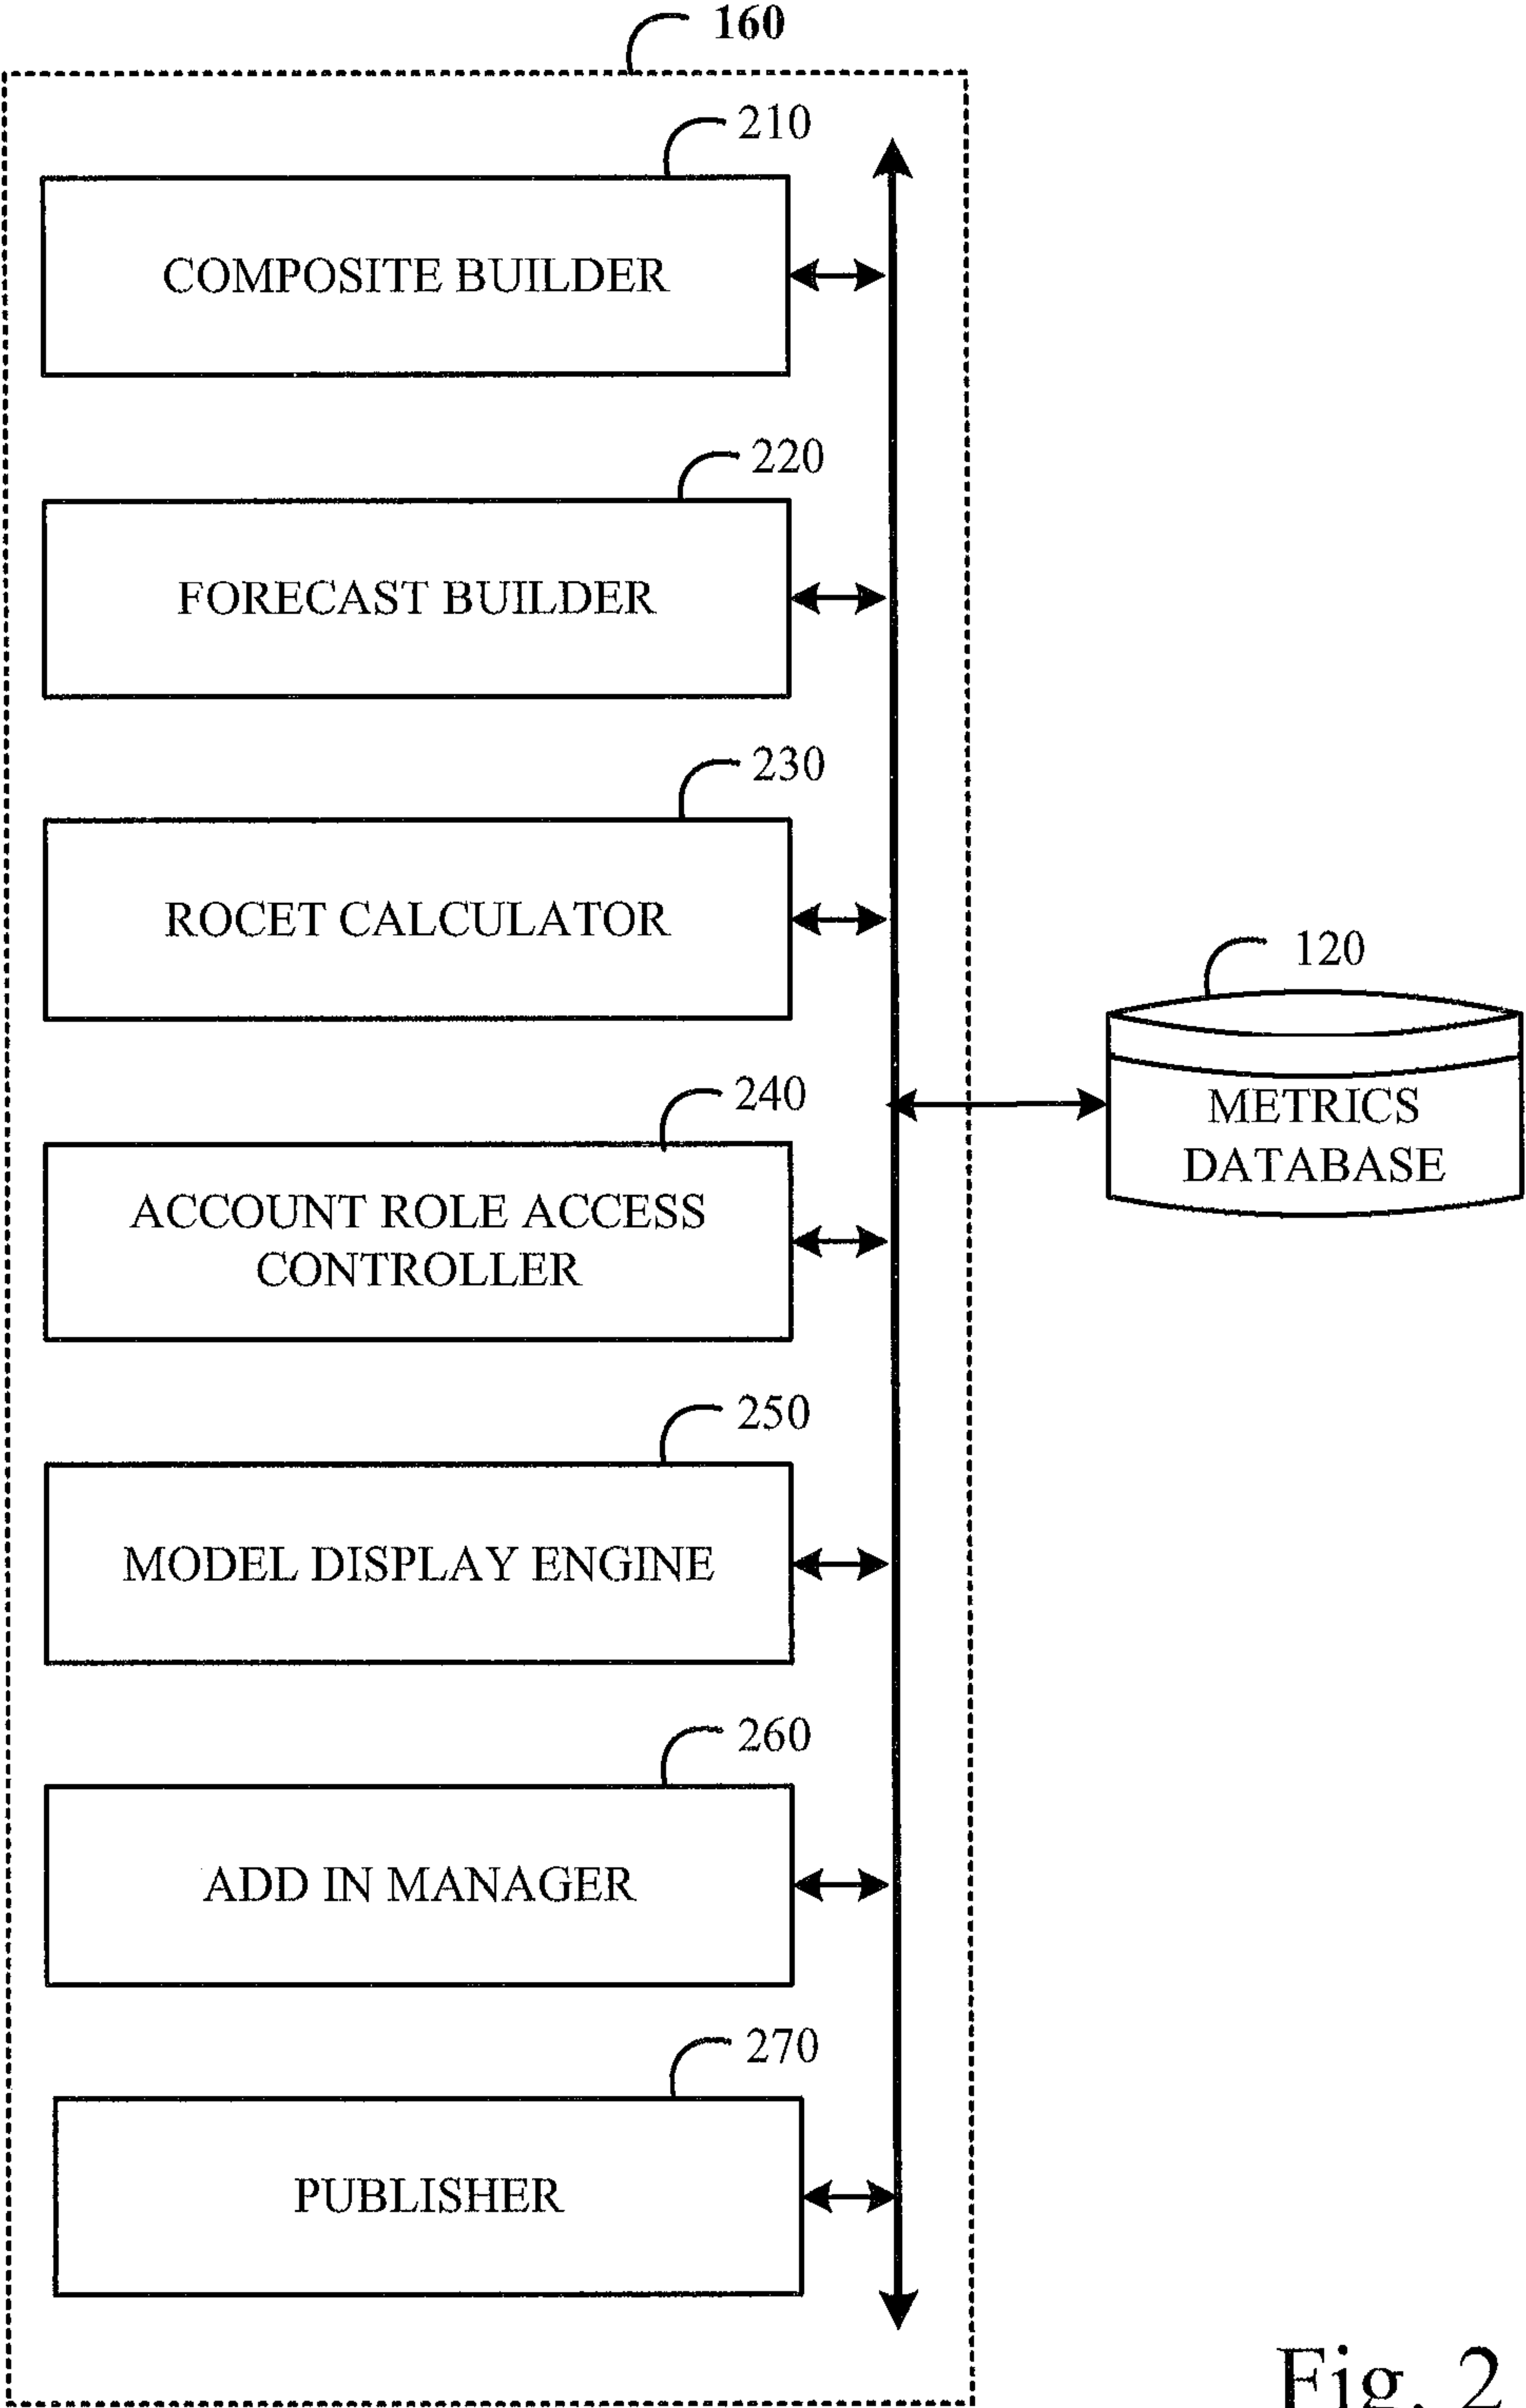 160
210
COMPOSITE BUILDER
220
FORECAST BUILDER
230
ROCET CALCULATOR
120
METRICS
DATABASE
240
ACCOUNT ROLE ACCESS
CONTROLLER
250
MODEL DISPLAY ENGINE
260
ADD IN MANAGER
270
PUBLISHER
Fig. 2